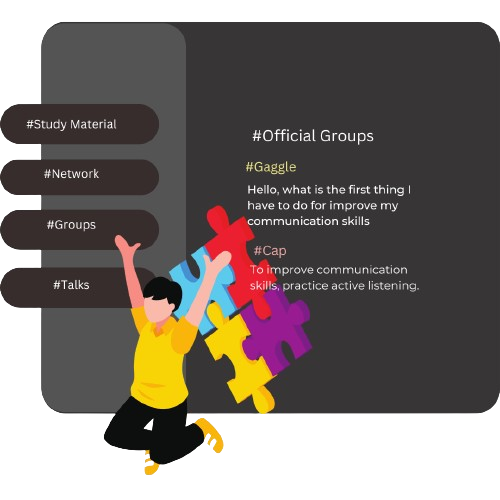 #Study Material
#Network
#Groups
#Talks
#Official Groups
#Gaggle
Hello, what is the first thing I
have to do for improve my
communication skills
#Cap
To improve communication
skills, practice active listening.